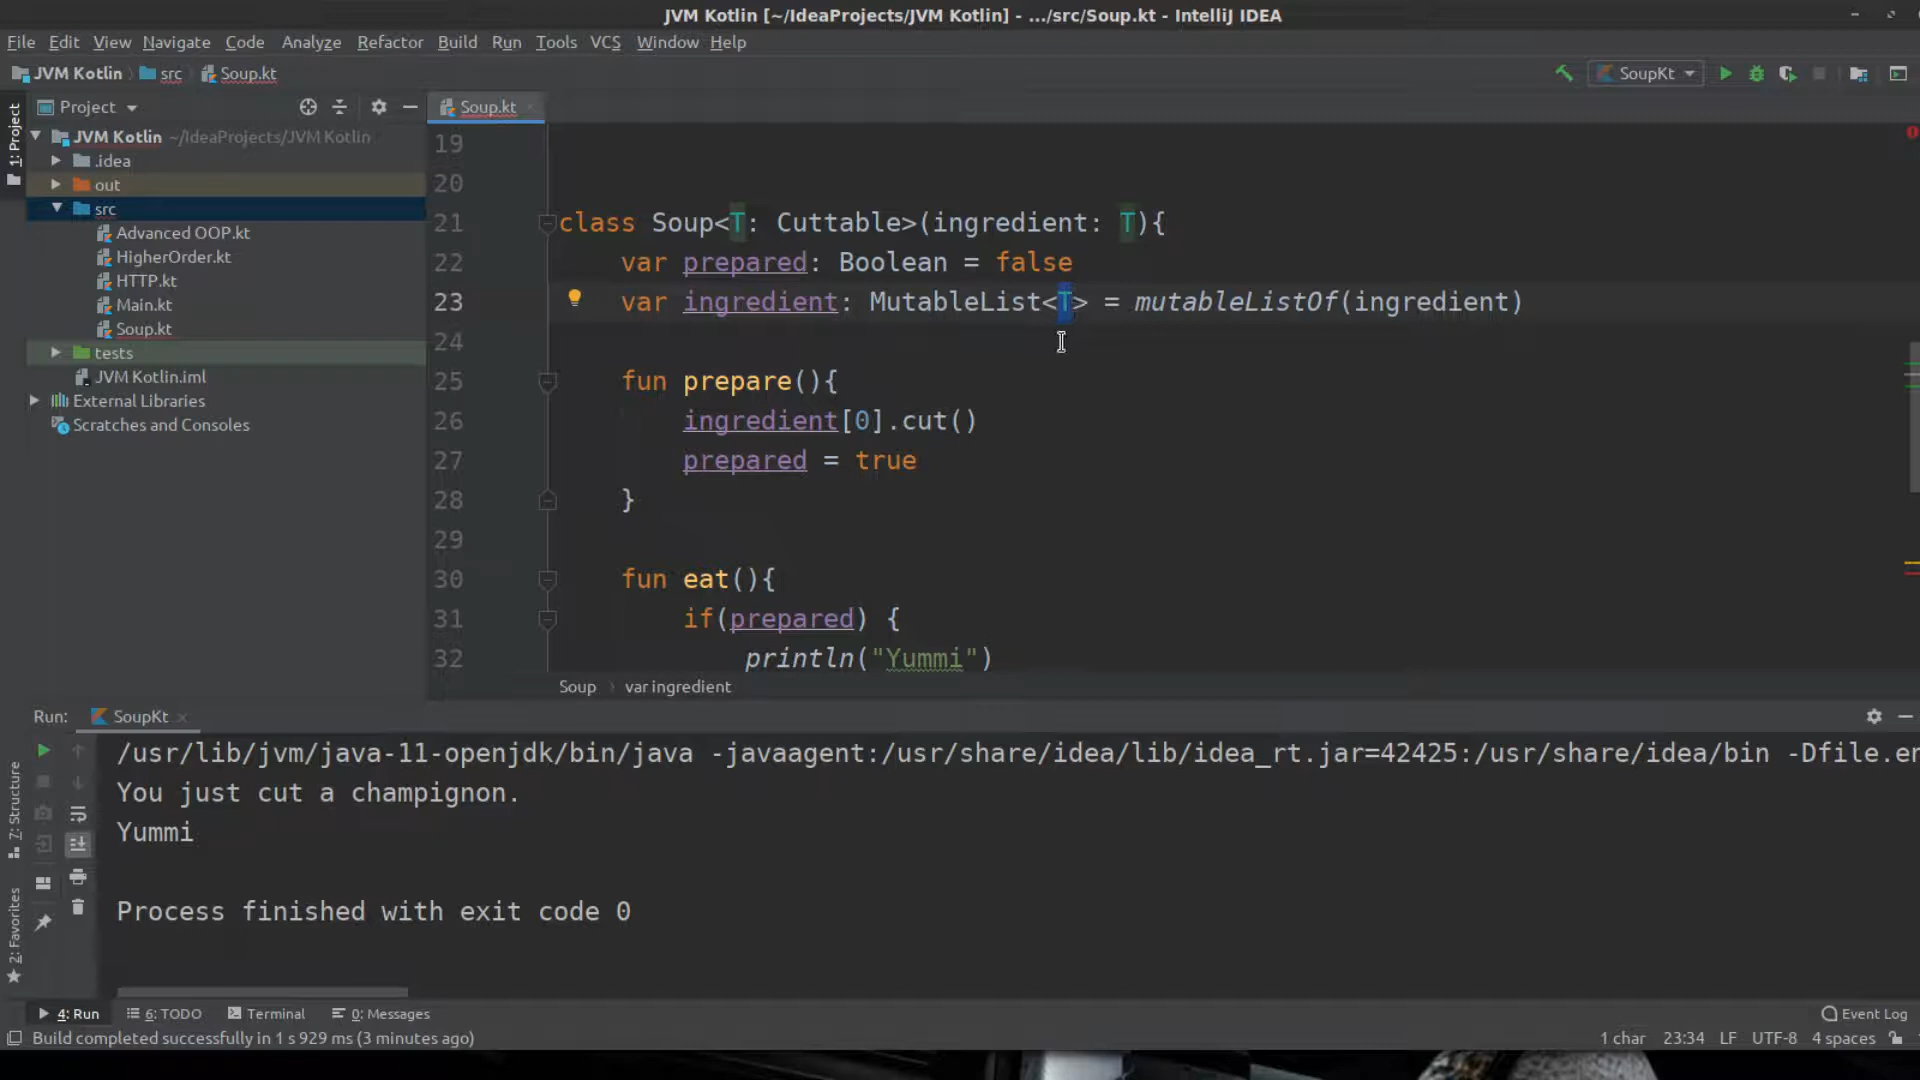 JVM Kotlin [~/IdeaProjects/JVM Kotlin] - .../src/Soup.kt - IntelliJ IDEA
File Edit View Navigate Code Analyze Refactor Build Run Tools VCS Window Help
JVM Kotlin src Soup.kt SoupKt
1: Project
Project Soup.kt
JVM Kotlin ~/IdeaProjects/JVM Kotlin
.idea
out
src
Advanced OOP.kt
HigherOrder.kt
HTTP.kt
Main.kt
Soup.kt
tests
JVM Kotlin.iml
External Libraries
Scratches and Consoles
19
20
21 class Soup<T: Cuttable>(ingredient: T){
22 var prepared: Boolean = false
23 var ingredient: MutableList<T> = mutableListOf(ingredient)
24
25 fun prepare(){
26 ingredient[0].cut()
27 prepared = true
28 }
29
30 fun eat(){
31 if(prepared) {
32 println("Yummi")
Soup var ingredient
Run: SoupKt
/usr/lib/jvm/java-11-openjdk/bin/java -javaagent:/usr/share/idea/lib/idea_rt.jar=42425:/usr/share/idea/bin -Dfile.en
You just cut a champignon.
Yummi
Process finished with exit code 0
7: Structure
2: Favorites
4: Run 6: TODO Terminal 0: Messages Event Log
Build completed successfully in 1 s 929 ms (3 minutes ago) 1 char 23:34 LF UTF-8 4 spaces